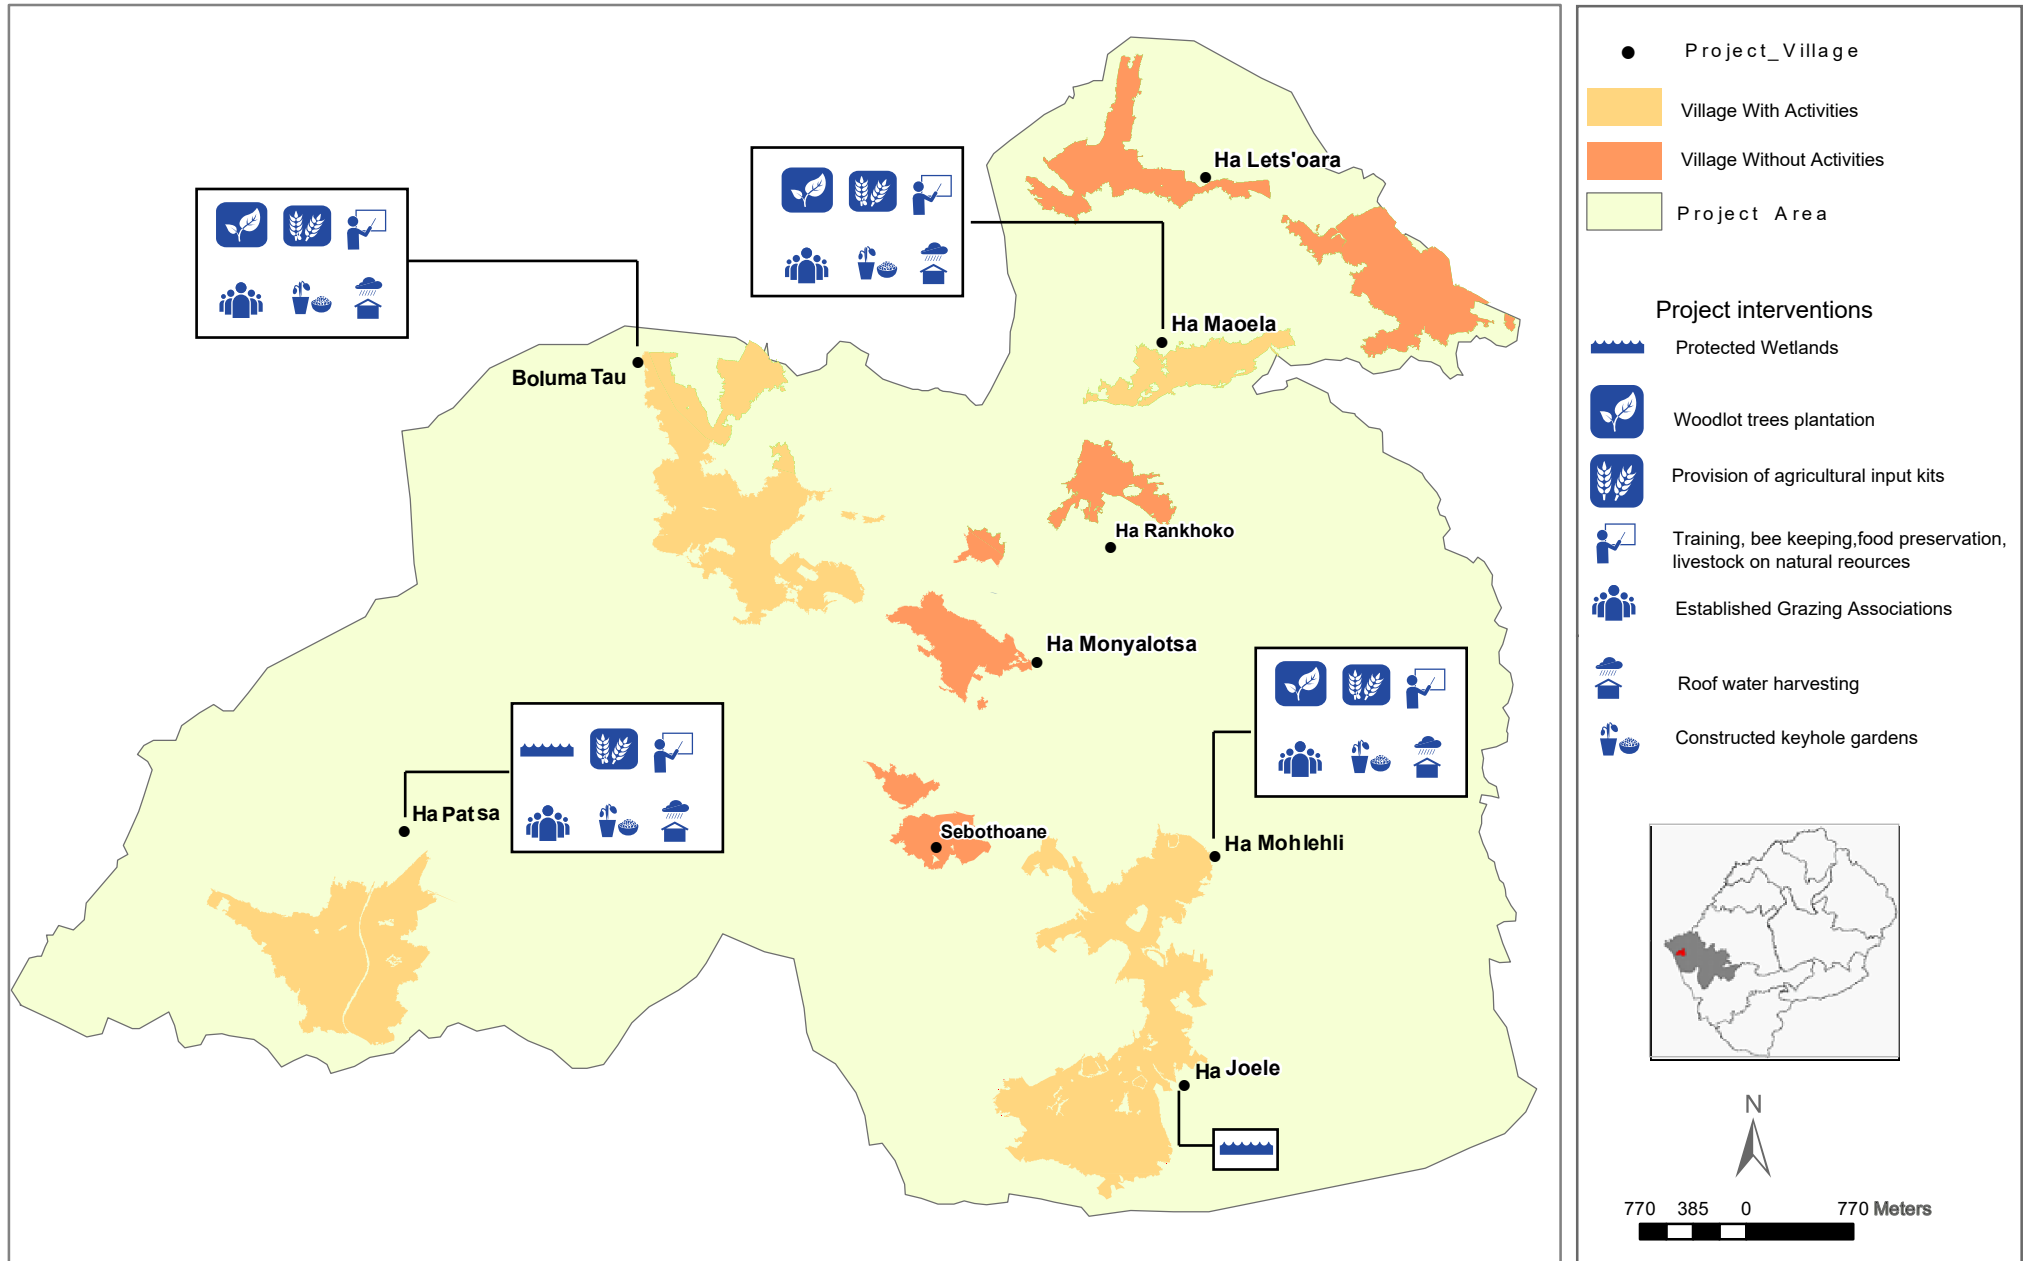 Ha Lets'oara
Ha Maoela
Boluma Tau
Ha Rankhoko
Ha Monyalotsa
Ha Patsa
Sebothoane
Ha Mohlehli
Ha Joele
Project_Village
Village With Activities
Village Without Activities
Project Area
Project interventions
Protected Wetlands
Woodlot trees plantation
Provision of agricultural input kits
Training, bee keeping,food preservation,
livestock on natural reources
Established Grazing Associations
Roof water harvesting
Constructed keyhole gardens
N
770 385 0 770 Meters